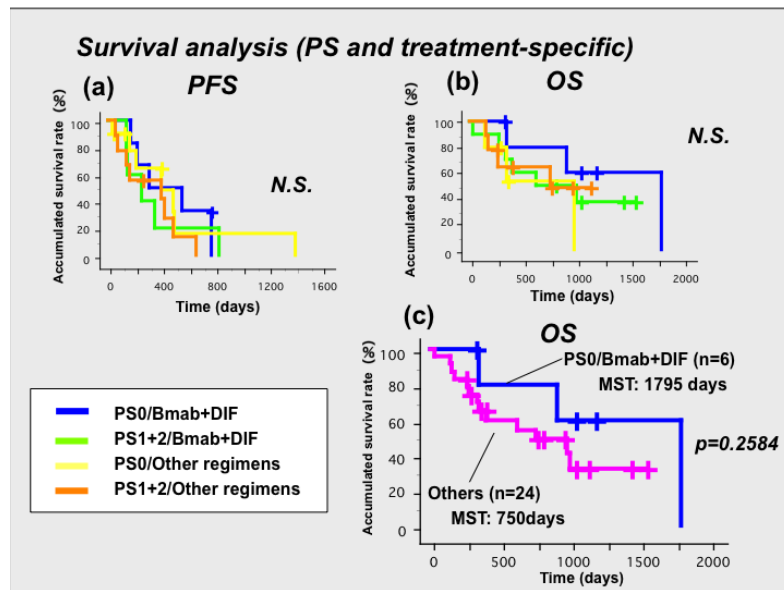 Survival analysis (PS and treatment-specific)
(a)
PFS
Accumulated survival rate (%)
100
80
60
40
20
0
N.S.
0 400 800 1200 1600
Time (days)
(b)
OS
Accumulated survival rate (%)
100
80
60
40
20
0
N.S.
0 500 1000 1500 2000
Time (days)
(c)
OS
Accumulated survival rate (%)
100
80
60
40
20
0
PS0/Bmab+DIF (n=6)
MST: 1795 days
p=0.2584
Others (n=24)
MST: 750days
0 500 1000 1500 2000
Time (days)
PS0/Bmab+DIF
PS1+2/Bmab+DIF
PS0/Other regimens
PS1+2/Other regimens